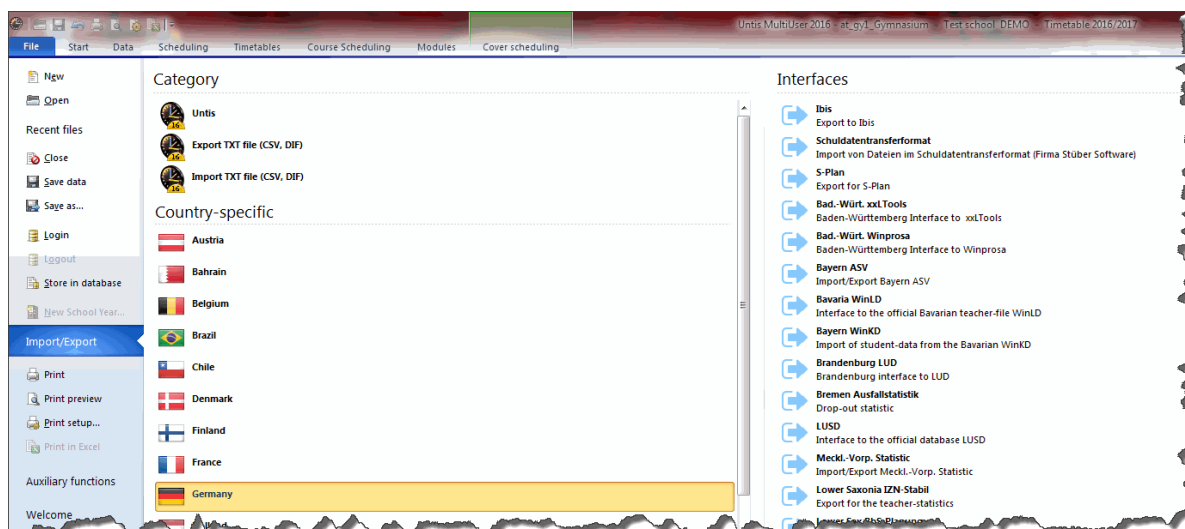 Untis MultiUser 2016 - at_gy1_Gymnasium - Test school DEMO - Timetable 2016/2017
File Start Data Scheduling Timetables Course Scheduling Modules Cover scheduling
New
Open
Recent files
Close
Save data
Save as...
Login
Logout
Store in database
New School Year...
Import/Export
Print
Print preview
Print setup...
Print in Excel
Auxiliary functions
Welcome
Category
16
Untis
16
Export TXT file (CSV, DIF)
16
Import TXT file (CSV, DIF)
Country-specific
Austria
Bahrain
Belgium
Brazil
Chile
Denmark
Finland
France
Germany
Interfaces
Ibis
Export to Ibis
Schuldatentransferformat
Import von Dateien im Schuldatentransferformat (Firma Stüber Software)
S-Plan
Export for S-Plan
Bad.-Würt. xxLTools
Baden-Württemberg Interface to xxLTools
Bad.-Würt. Winprosa
Baden-Württemberg Interface to Winprosa
Bayern ASV
Import/Export Bayern ASV
Bavaria WinLD
Interface to the official Bavarian teacher-file WinLD
Bayern WinKD
Import of student-data from the Bavarian WinKD
Brandenburg LUD
Brandenburg interface to LUD
Bremen Ausfallstatistik
Drop-out statistic
LUSD
Interface to the official database LUSD
Meckl.-Vorp. Statistic
Import/Export Meckl.-Vorp. Statistic
Lower Saxonia IZN-Stabil
Export for the teacher-statistics